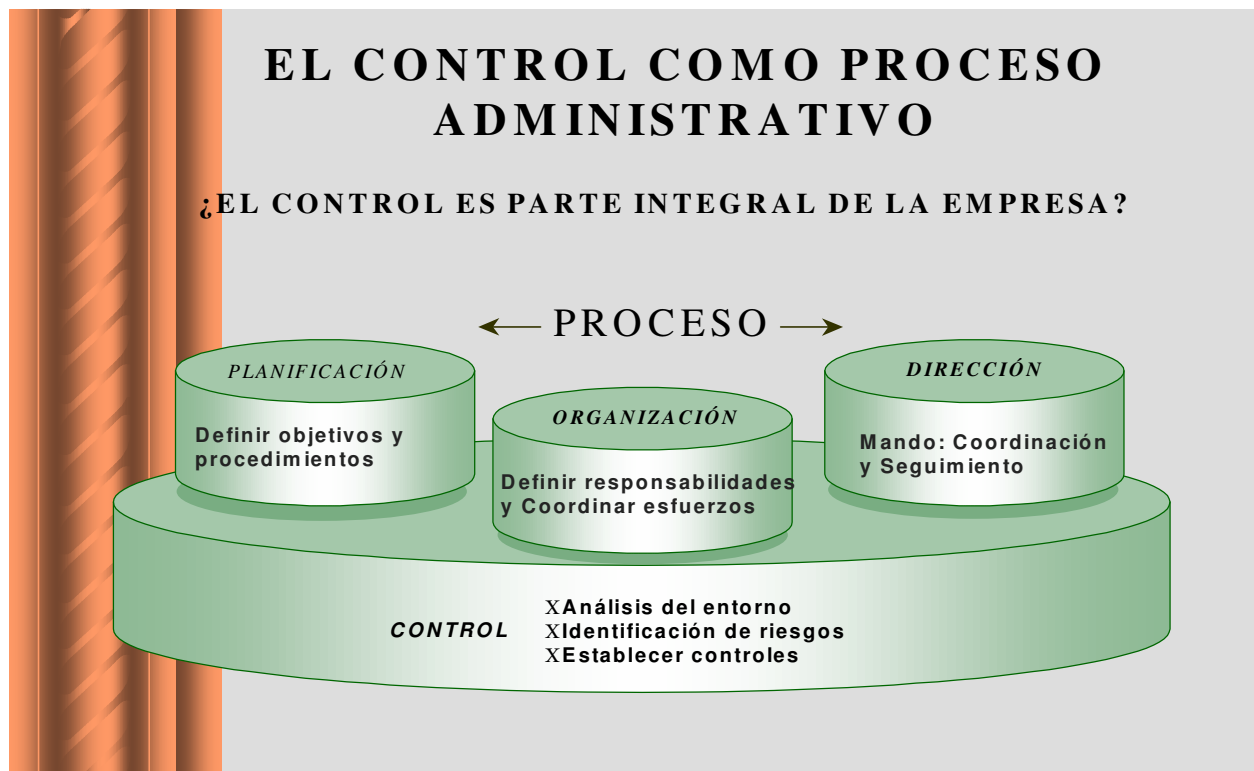 EL CONTROL COMO PROCESO
ADMINISTRATIVO
¿EL CONTROL ES PARTE INTEGRAL DE LA EMPRESA?
PROCESO
PLANIFICACIÓN
Definir objetivos y
procedimientos
ORGANIZACIÓN
Definir responsabilidades
y Coordinar esfuerzos
DIRECCIÓN
Mando: Coordinación
y Seguimiento
CONTROL
XAnálisis del entorno
XIdentificación de riesgos
XEstablecer controles